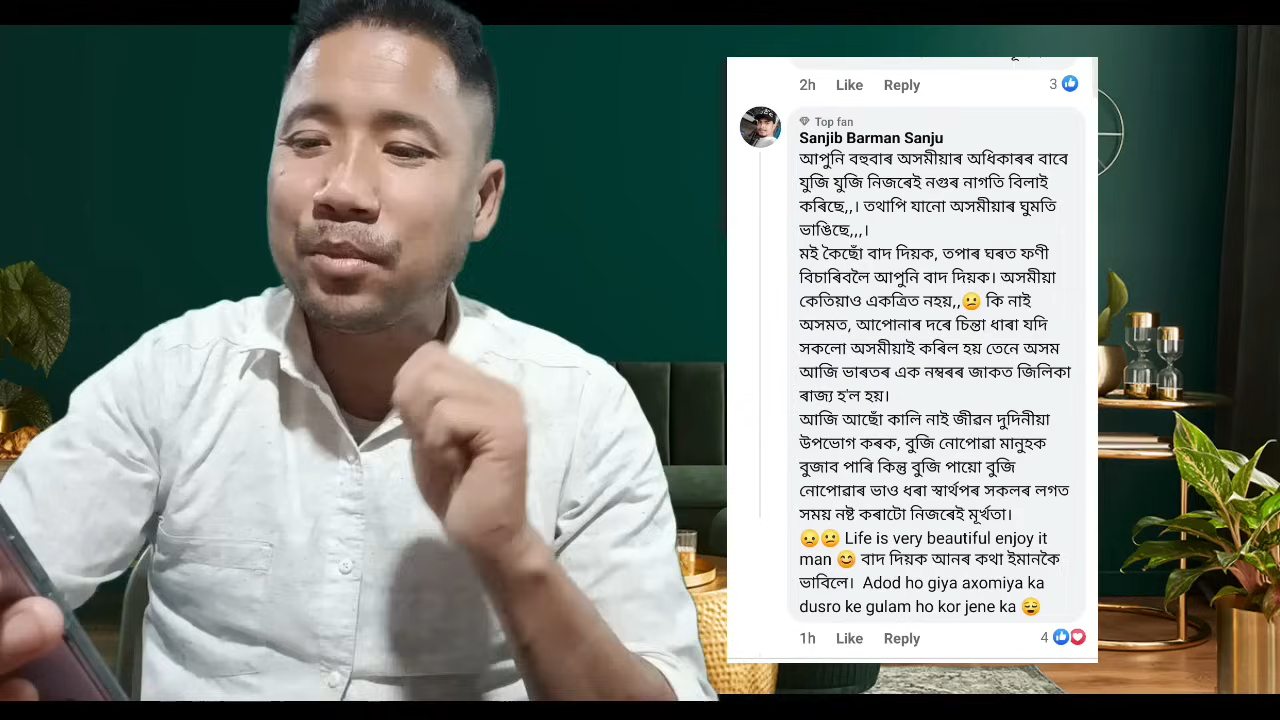 2h Like Reply 3
Top fan
Sanjib Barman Sanju
আপুনি বহুবাৰ অসমীয়াৰ অধিকাৰৰ বাবে
যুজি যুজি নিজৰেই নগুৰ নাগতি বিলাই
কৰিছে,,। তথাপি যানো অসমীয়াৰ ঘুমতি
ভাঙিছে,,,।
মই কৈছোঁ বাদ দিয়ক, তপাৰ ঘৰত ফণী
বিচাৰিবলৈ আপুনি বাদ দিয়ক। অসমীয়া
কেতিয়াও একত্ৰিত নহয়,,😕 কি নাই
অসমত, আপোনাৰ দৰে চিন্তা ধাৰা যদি
সকলো অসমীয়াই কৰিল হয় তেনে অসম
আজি ভাৰতৰ এক নম্বৰৰ জাকত জিলিকা
ৰাজ্য হ'ল হয়।
আজি আছোঁ কালি নাই জীৱন দুদিনীয়া
উপভোগ কৰক, বুজি নোপোৱা মানুহক
বুজাব পাৰি কিন্তু বুজি পায়ো বুজি
নোপোৱাৰ ভাও ধৰা স্বাৰ্থপৰ সকলৰ লগত
সময় নষ্ট কৰাটো নিজৰেই মূৰ্খতা।
😞😕 Life is very beautiful enjoy it
man 😊 বাদ দিয়ক আনৰ কথা ইমানকৈ
ভাবিলে। Adod ho giya axomiya ka
dusro ke gulam ho kor jene ka 😔
1h Like Reply 4